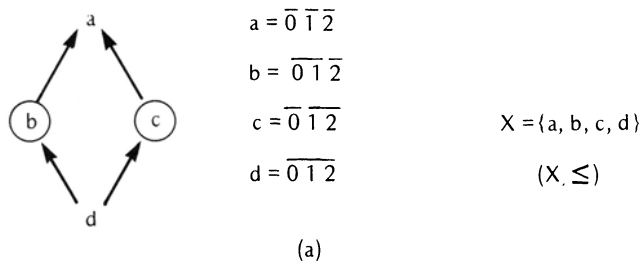 a
b
c
d
a = 0̅ 1̅ 2̅
b = 0̅ ̅1̅ 2̅
c = 0̅ 1̅ ̅2̅
d = 0̅ ̅1̅ ̅2̅
X = {a, b, c, d}
(X, ≤)
(a)